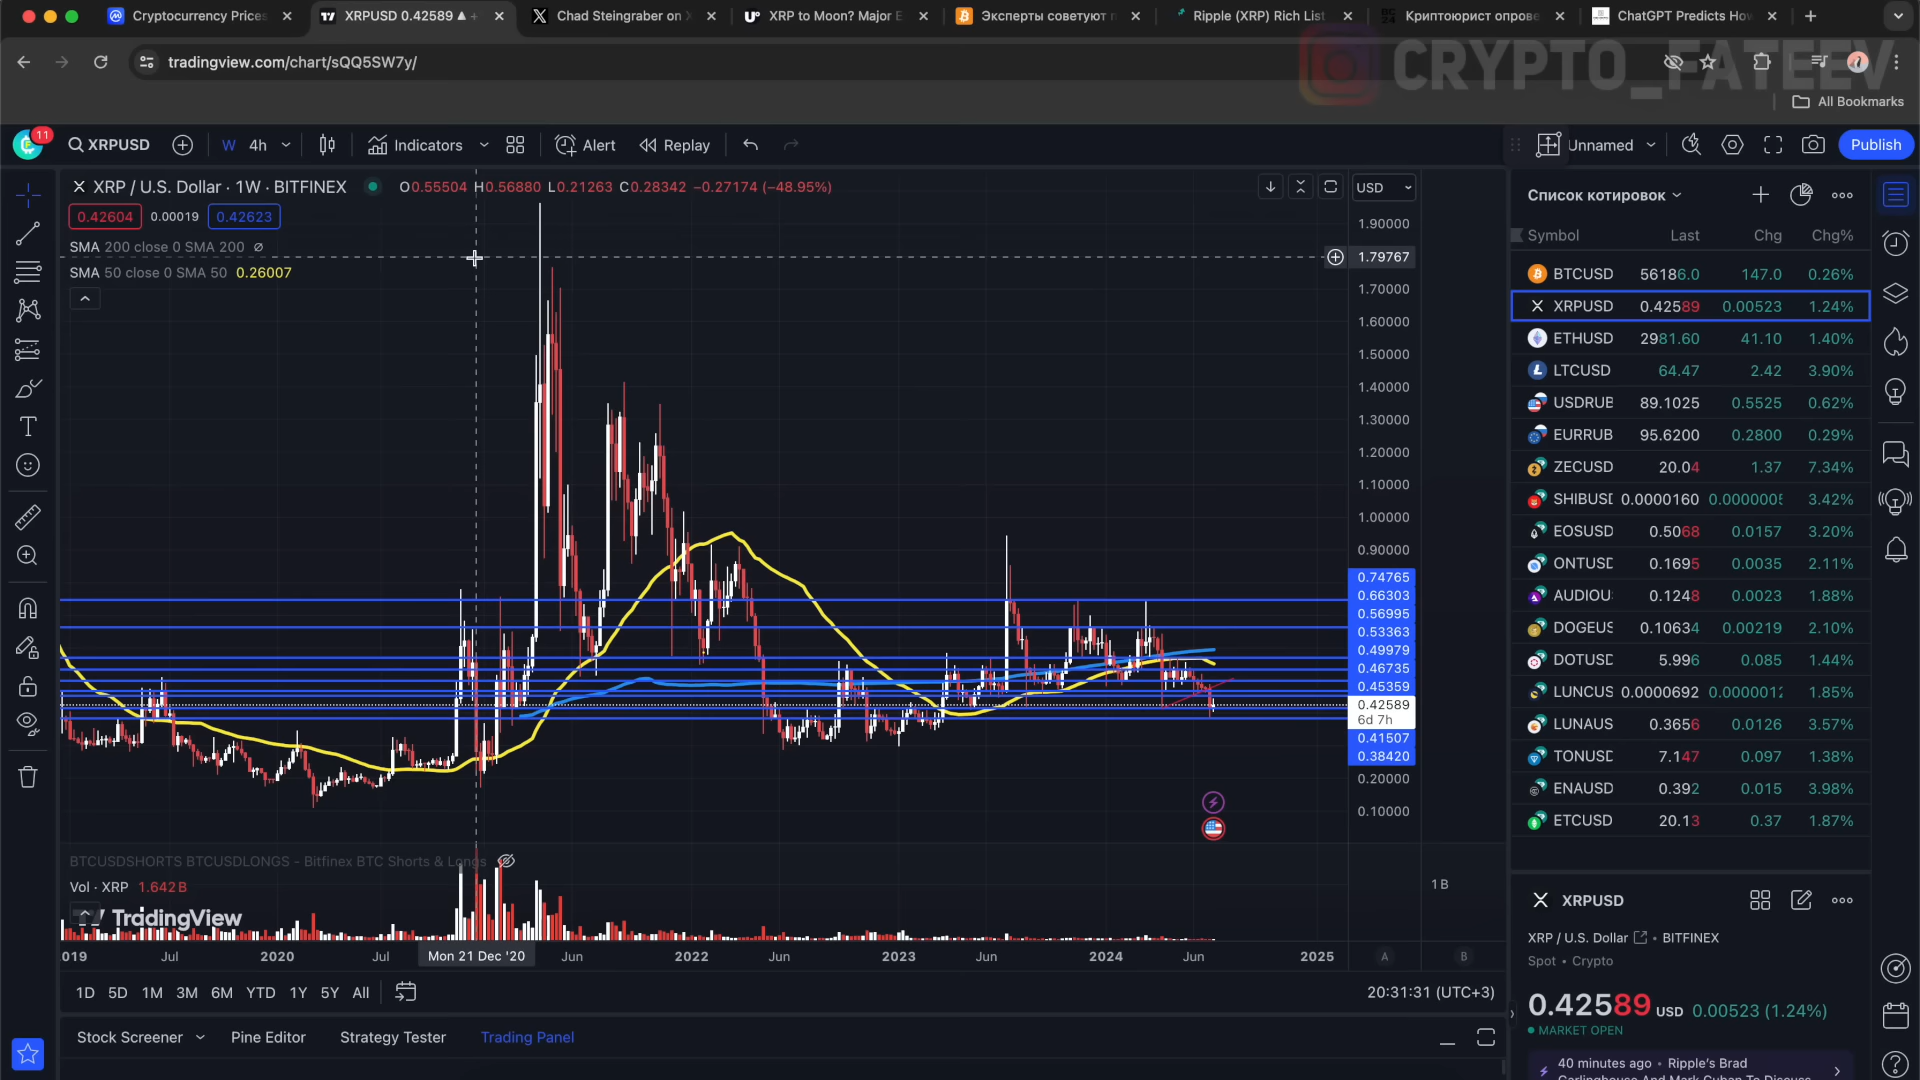 Cryptocurrency Prices
XRPUSD 0.42589 ▲ +
Chad Steingraber on X
XRP to Moon? Major E
Эксперты советуют п
Ripple (XRP) Rich List
BC 24
Криптоюрист опрове
ChatGPT Predicts How
tradingview.com/chart/sQQ5SW7y/
CRYPTO_FATEEV
All Bookmarks
11
XRPUSD
W 4h
Indicators
Alert
Replay
Unnamed
Publish
XRP / U.S. Dollar · 1W · BITFINEX
O0.55504 H0.56880 L0.21263 C0.28342 −0.27174 (−48.95%)
USD
0.42604 0.00019 0.42623
SMA 200 close 0 SMA 200 ∅
SMA 50 close 0 SMA 50 0.26007
1.90000
1.79767
1.70000
1.60000
1.50000
1.40000
1.30000
1.20000
1.10000
1.00000
0.90000
0.74765
0.66303
0.56995
0.53363
0.49979
0.46735
0.45359
0.42589
6d 7h
0.41507
0.38420
0.20000
0.10000
BTCUSDSHORTS BTCUSDLONGS - Bitfinex BTC Shorts & Longs
Vol · XRP 1.642B
1B
TradingView
2019 Jul 2020 Jul Mon 21 Dec '20 Jun 2022 Jun 2023 Jun 2024 Jun 2025
A B
1D 5D 1M 3M 6M YTD 1Y 5Y All
20:31:31 (UTC+3)
Stock Screener Pine Editor Strategy Tester Trading Panel
Список котировок
Symbol Last Chg Chg%
BTCUSD 56186.0 147.0 0.26%
XRPUSD 0.42589 0.00523 1.24%
ETHUSD 2981.60 41.10 1.40%
LTCUSD 64.47 2.42 3.90%
USDRUB 89.1025 0.5525 0.62%
EURRUB 95.6200 0.2800 0.29%
ZECUSD 20.04 1.37 7.34%
SHIBUSD 0.0000160 0.0000005 3.42%
EOSUSD 0.5068 0.0157 3.20%
ONTUSD 0.1695 0.0035 2.11%
AUDIOU 0.1248 0.0023 1.88%
DOGEUS 0.10634 0.00219 2.10%
DOTUSD 5.996 0.085 1.44%
LUNCUS 0.0000692 0.0000012 1.85%
LUNAUS 0.3656 0.0126 3.57%
TONUSD 7.147 0.097 1.38%
ENAUSD 0.392 0.015 3.98%
ETCUSD 20.13 0.37 1.87%
XRPUSD
XRP / U.S. Dollar • BITFINEX
Spot • Crypto
0.42589 USD 0.00523 (1.24%)
MARKET OPEN
40 minutes ago • Ripple's Brad
Garlinghouse And Mark Cuban To Discuss